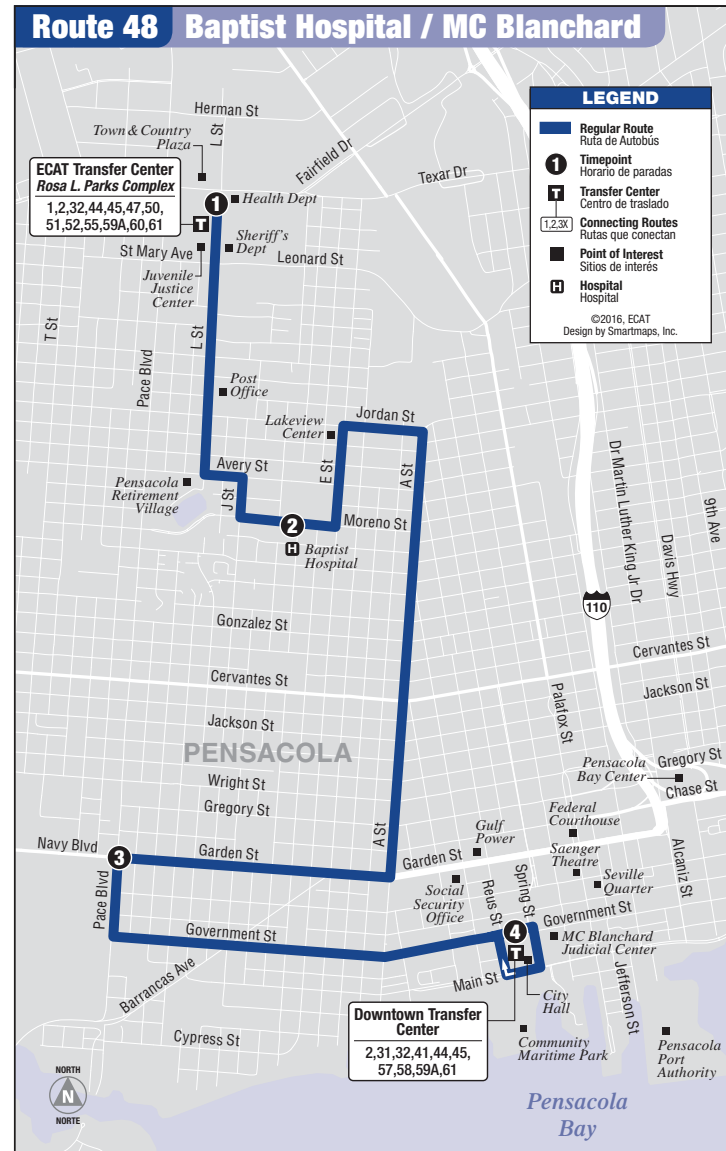 Route 48 Baptist Hospital / MC Blanchard
Herman St
L St
Town & Country
Plaza
Fairfield Dr
Texar Dr
ECAT Transfer Center
Rosa L. Parks Complex
1,2,32,44,45,47,50,
51,52,55,59A,60,61
1
T
Health Dept
Sheriff's
Dept
St Mary Ave
Leonard St
Juvenile
Justice
Center
LEGEND
Regular Route
Ruta de Autobús
1
Timepoint
Horario de paradas
T
Transfer Center
Centro de traslado
1,2,3X
Connecting Routes
Rutas que conectan
Point of Interest
Sitios de interés
H
Hospital
Hospital
©2016, ECAT
Design by Smartmaps, Inc.
T St
Pace Blvd
L St
Post
Office
Jordan St
Lakeview
Center
Avery St
E St
A St
Pensacola
Retirement
Village
J St
2
Moreno St
H
Baptist
Hospital
Dr Martin Luther King Jr Dr
Davis Hwy
9th Ave
110
Gonzalez St
Cervantes St
Cervantes St
Jackson St
Jackson St
Palafox St
PENSACOLA
Pensacola
Bay Center
Gregory St
Chase St
Wright St
Gregory St
A St
Federal
Courthouse
Gulf
Power
Saenger
Theatre
Alcaniz St
Navy Blvd
3
Garden St
Garden St
Seville
Quarter
Social
Security
Office
Reus St
Spring St
Pace Blvd
Government St
Government St
4
T
MC Blanchard
Judicial Center
Barrancas Ave
Main St
City
Hall
Jefferson St
Downtown Transfer
Center
2,31,32,41,44,45,
57,58,59A,61
Cypress St
Community
Maritime Park
Pensacola
Port
Authority
NORTH
N
NORTE
Pensacola
Bay